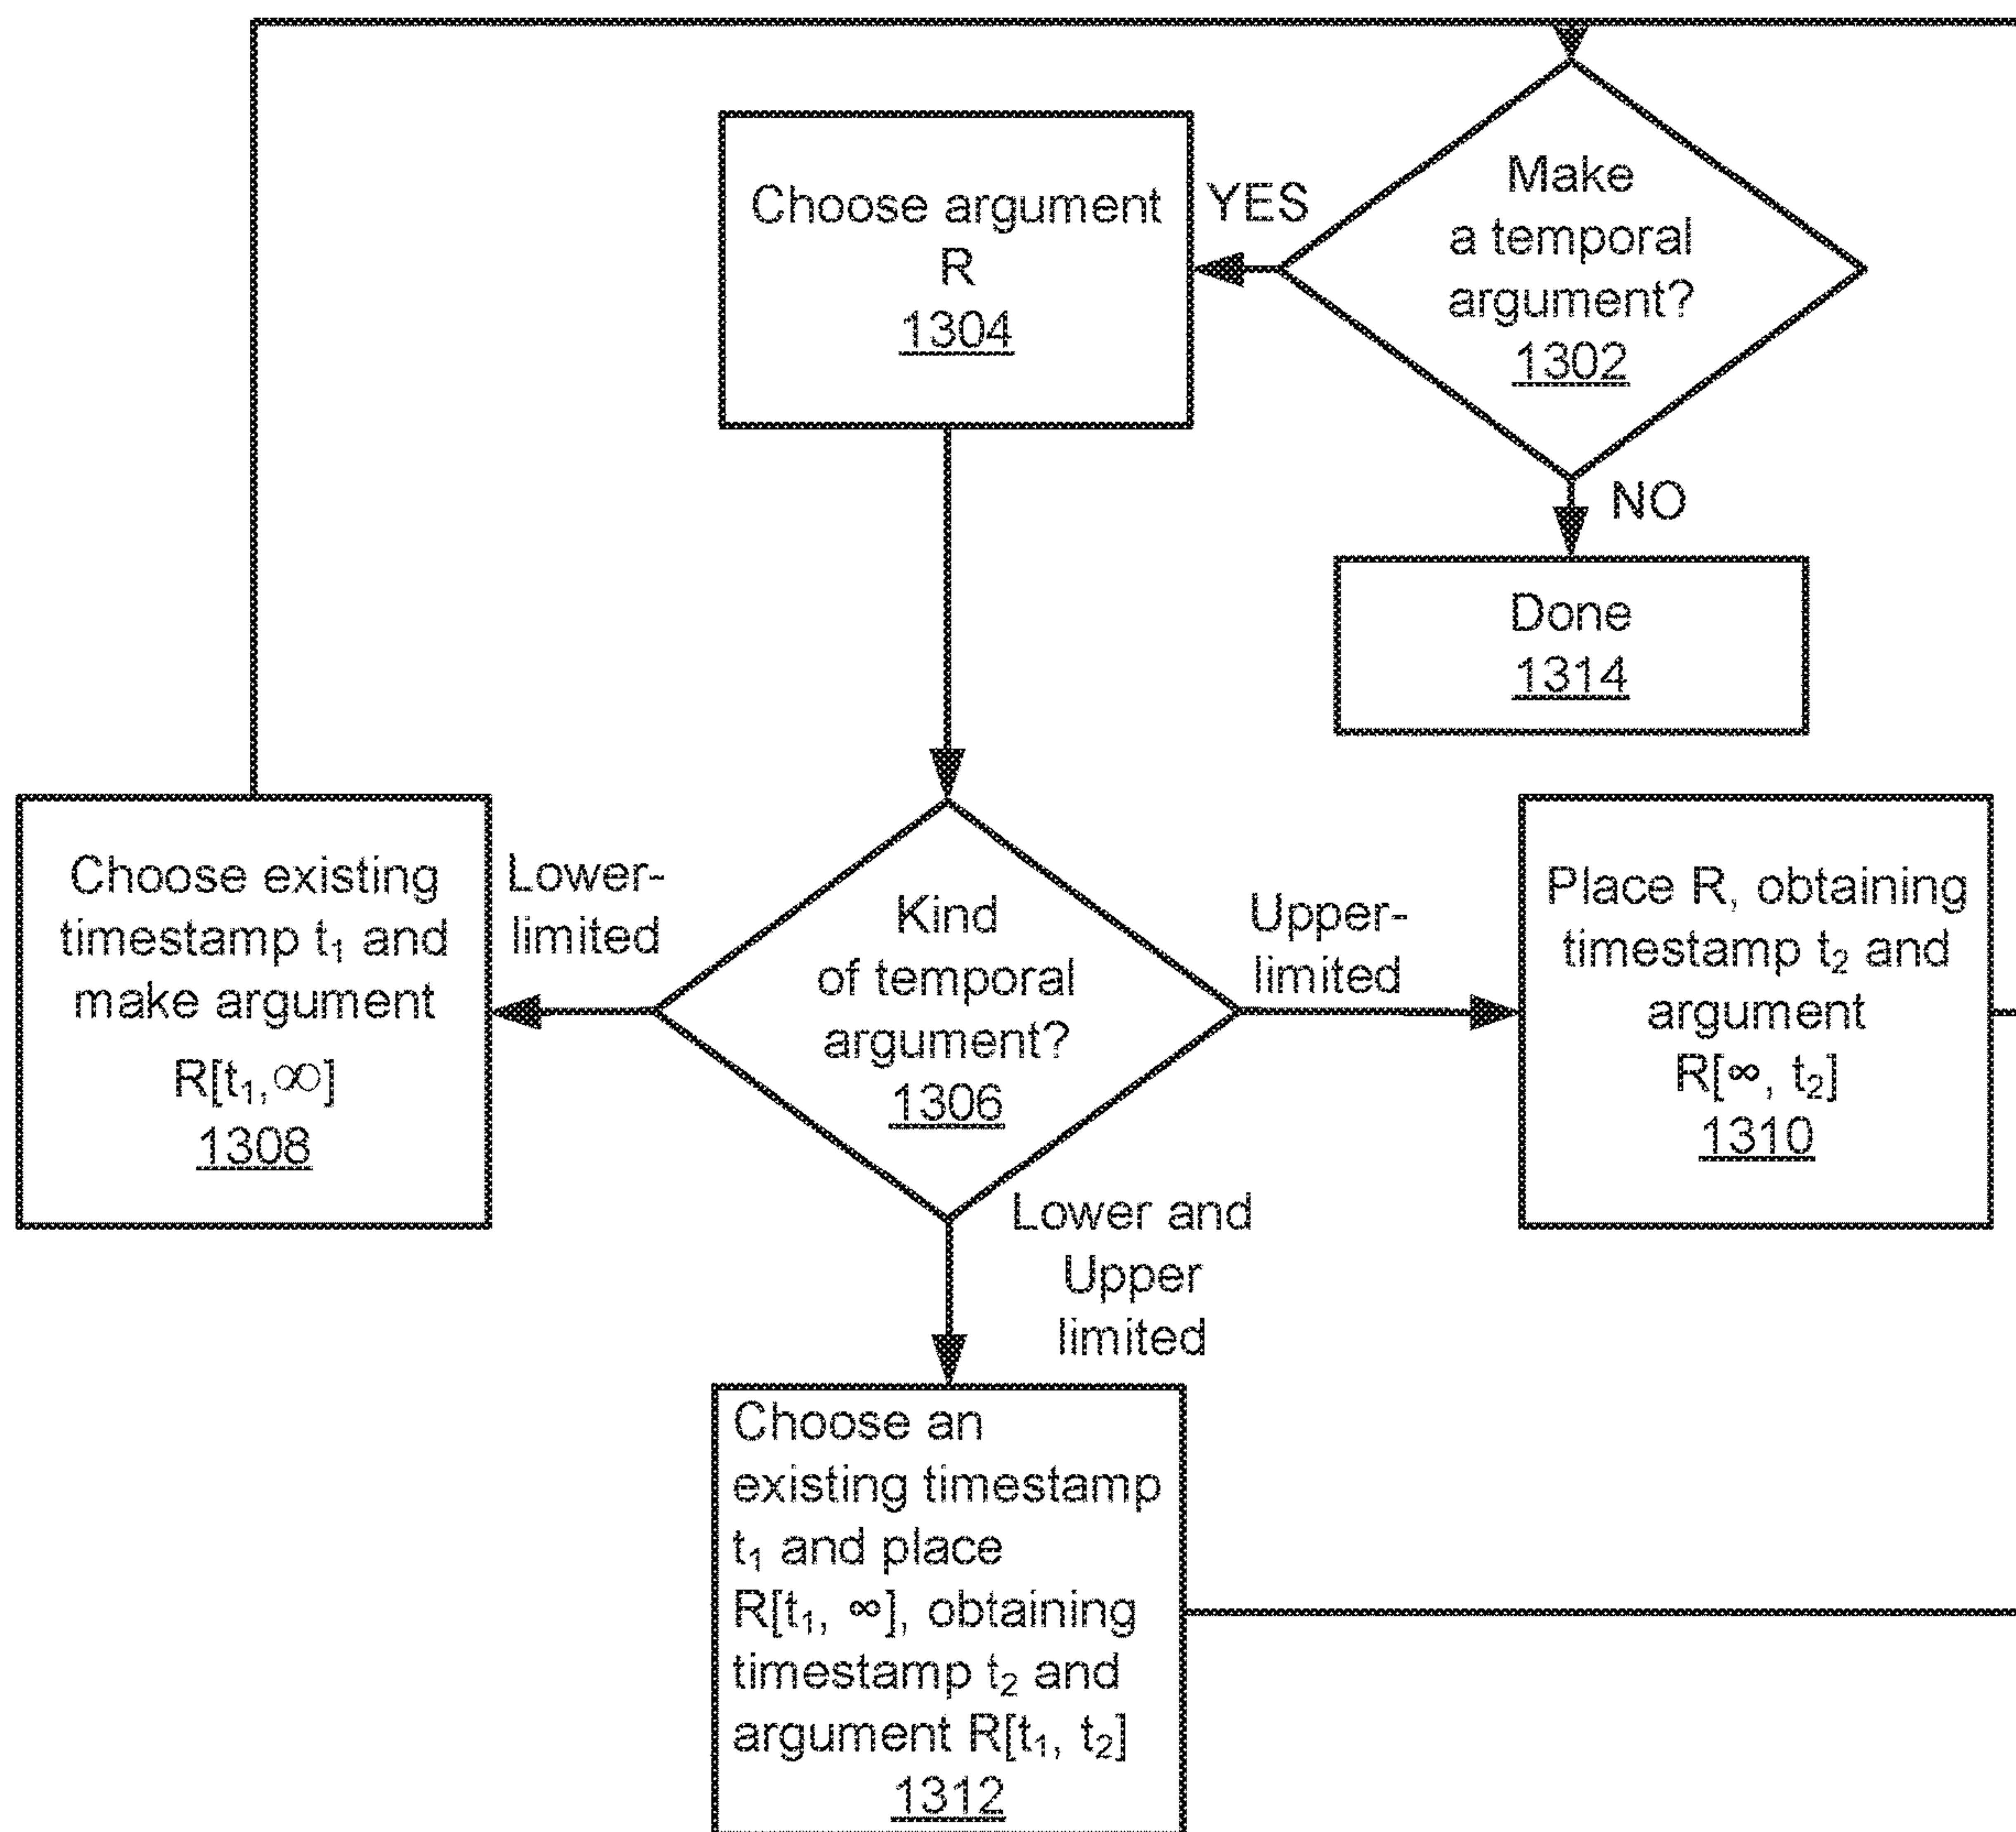 Make
a temporal
argument?
1302
YES
Choose argument
R
1304
NO
Done
1314
Kind
of temporal
argument?
1306
Lower-
limited
Choose existing
timestamp t₁ and
make argument
R[t₁,∞]
1308
Upper-
limited
Place R, obtaining
timestamp t₂ and
argument
R[∞, t₂]
1310
Lower and
Upper
limited
Choose an
existing timestamp
t₁ and place
R[t₁, ∞], obtaining
timestamp t₂ and
argument R[t₁, t₂]
1312